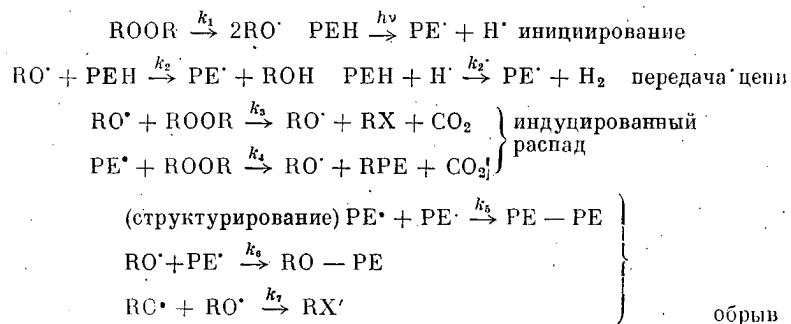 ROOR —k₁→ 2RO· PEH —hν→ PE· + H· инициирование
RO· + PEH —k₂→ PE· + ROH PEH + H· —k₂'→ PE· + H₂ передача цепи
RO· + ROOR —k₃→ RO· + RX + CO₂ } индуцированный
распад
PE· + ROOR —k₄→ RO· + RPE + CO₂
(структурирование) PE· + PE· —k₅→ PE — PE
RO·+PE· —k₆→ RO — PE
RO· + RO· —k₇→ RX′
обрыв